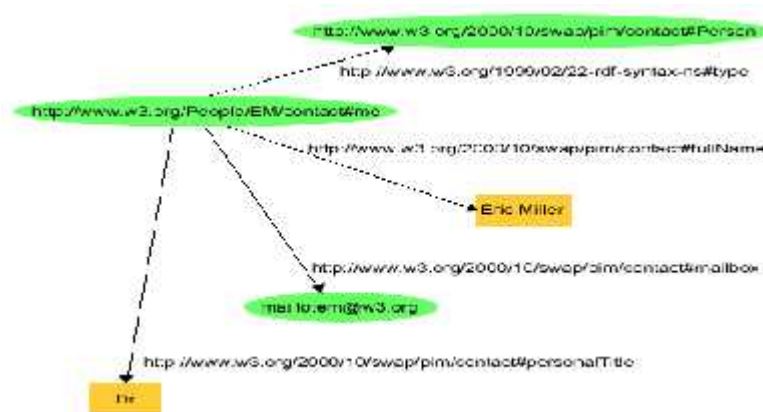 http://www.w3.org/2000/10/swap/pim/contact#Person
http://www.w3.org/1999/02/22-rdf-syntax-ns#type
http://www.w3.org/People/EM/contact#me
http://www.w3.org/2000/10/swap/pim/contact#fullName
Eric Miller
http://www.w3.org/2000/10/swap/pim/contact#mailbox
mailto:em@w3.org
http://www.w3.org/2000/10/swap/pim/contact#personalTitle